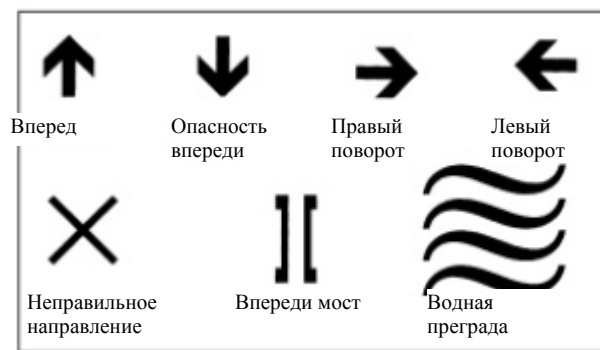 Вперед
Опасность
впереди
Правый
поворот
Левый
поворот
Неправильное
направление
Впереди мост
Водная
преграда